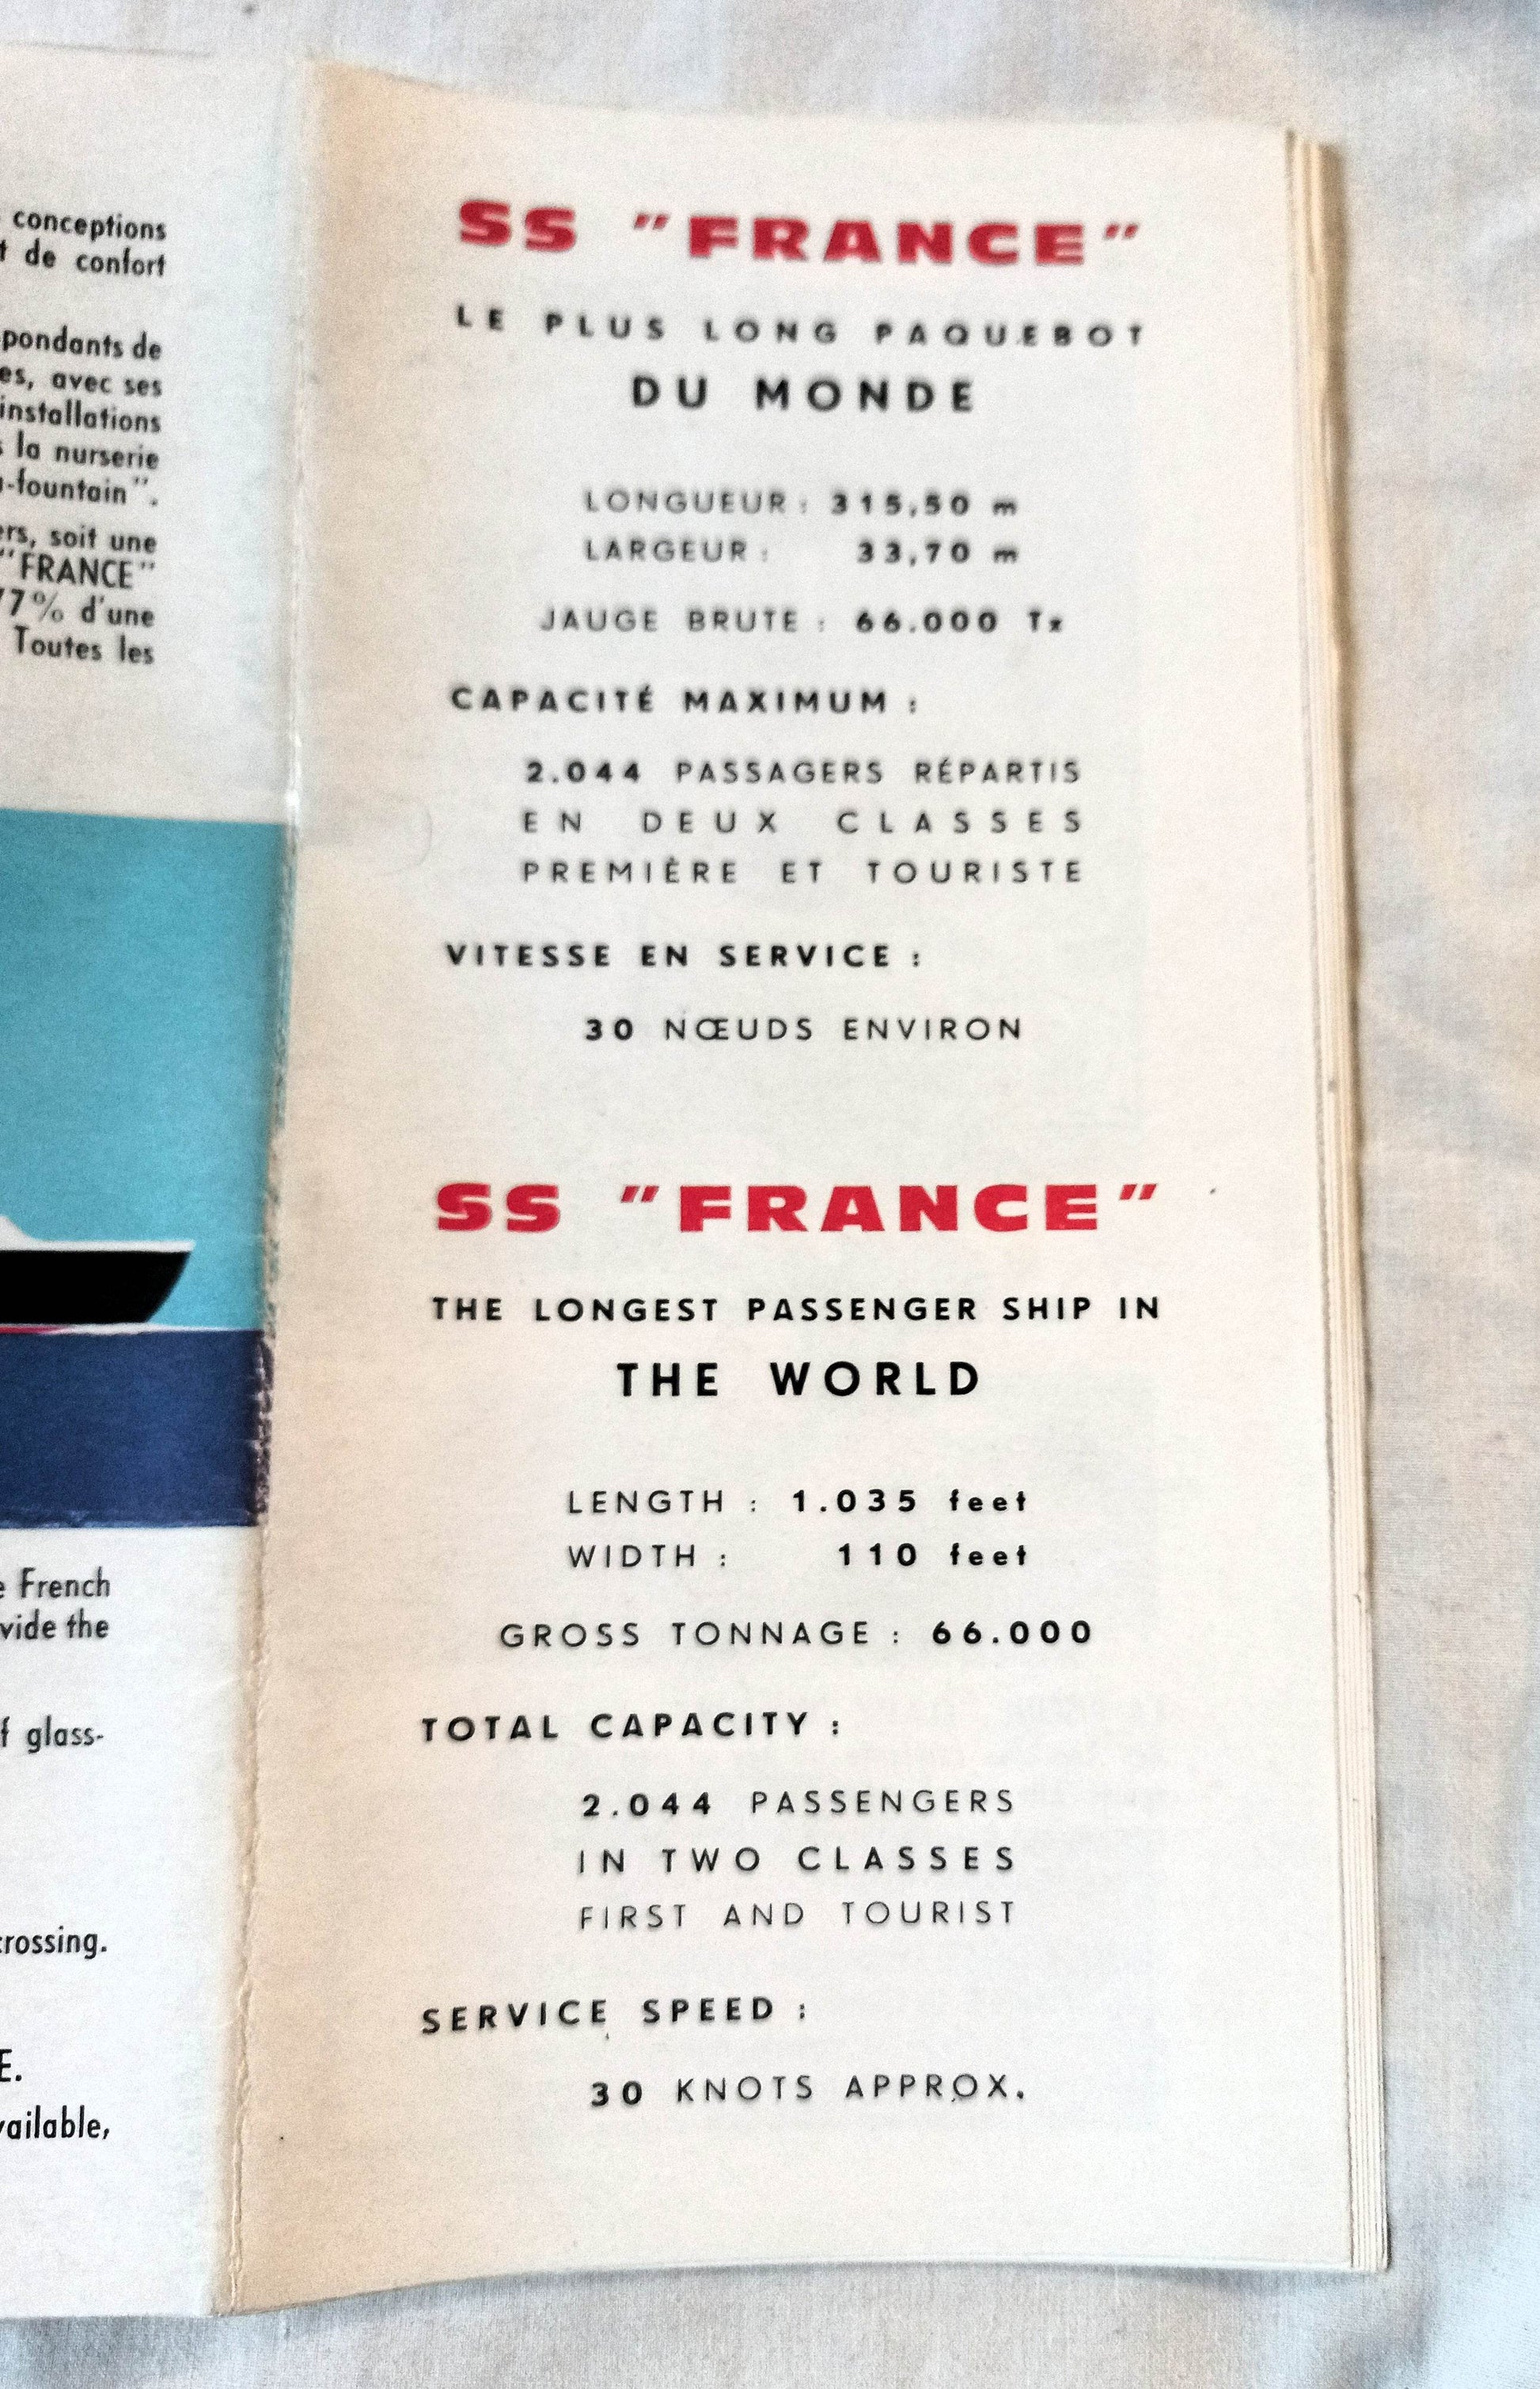 conceptions
de confort
pondants de
es, avec ses
installations
la nurserie
-fountain".
ers, soit une
"FRANCE"
77% d'une
Toutes les
French
vide the
glass-
crossing.
E.
vailable,
SS "FRANCE"
LE PLUS LONG PAQUEBOT
DU MONDE
LONGUEUR : 315,50 m
LARGEUR : 33,70 m
JAUGE BRUTE : 66.000 Tx
CAPACITÉ MAXIMUM :
2.044 PASSAGERS RÉPARTIS
EN DEUX CLASSES
PREMIÈRE ET TOURISTE
VITESSE EN SERVICE :
30 NŒUDS ENVIRON
SS "FRANCE"
THE LONGEST PASSENGER SHIP IN
THE WORLD
LENGTH : 1.035 feet
WIDTH : 110 feet
GROSS TONNAGE : 66.000
TOTAL CAPACITY :
2.044 PASSENGERS
IN TWO CLASSES
FIRST AND TOURIST
SERVICE SPEED :
30 KNOTS APPROX.